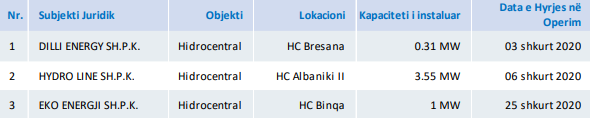 Nr. Subjekti Juridik Objekti Lokacioni Kapaciteti i instaluar Data e Hyrjes në Operim
1 DILLI ENERGY SH.P.K. Hidrocentral HC Bresana 0.31 MW 03 shkurt 2020
2 HYDRO LINE SH.P.K. Hidrocentral HC Albaniki II 3.55 MW 06 shkurt 2020
3 EKO ENERGJI SH.P.K. Hidrocentral HC Binqa 1 MW 25 shkurt 2020